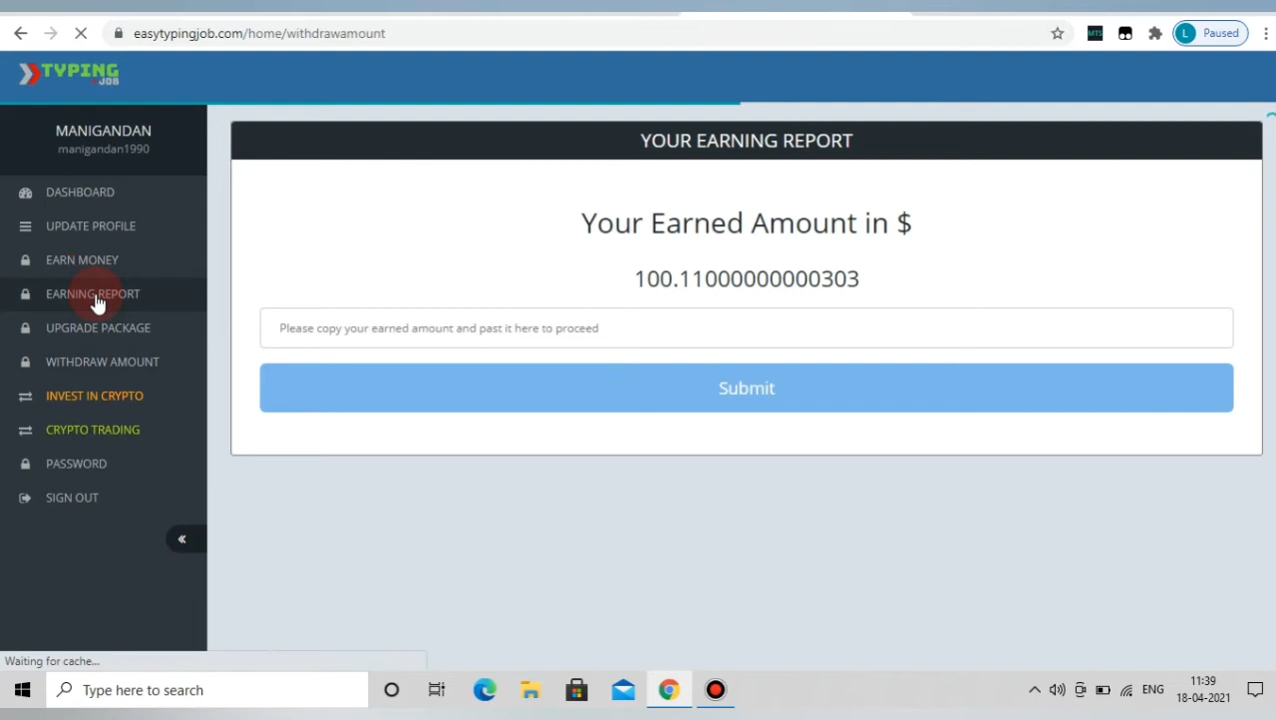 easytypingjob.com/home/withdrawamount
MTS
L
Paused
TYPING
JOB
MANIGANDAN
manigandan1990
DASHBOARD
UPDATE PROFILE
EARN MONEY
EARNING REPORT
UPGRADE PACKAGE
WITHDRAW AMOUNT
INVEST IN CRYPTO
CRYPTO TRADING
PASSWORD
SIGN OUT
YOUR EARNING REPORT
Your Earned Amount in $
100.11000000000303
Please copy your earned amount and past it here to proceed
Submit
Waiting for cache...
Type here to search
ENG
11:39
18-04-2021